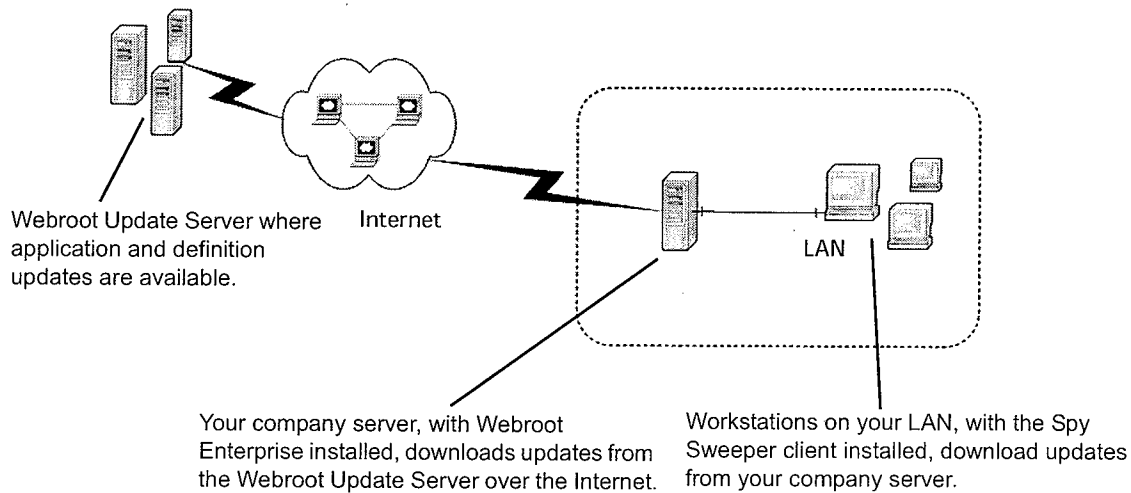 Webroot Update Server where
application and definition
updates are available.
Internet
LAN
Your company server, with Webroot
Enterprise installed, downloads updates from
the Webroot Update Server over the Internet.
Workstations on your LAN, with the Spy
Sweeper client installed, download updates
from your company server.